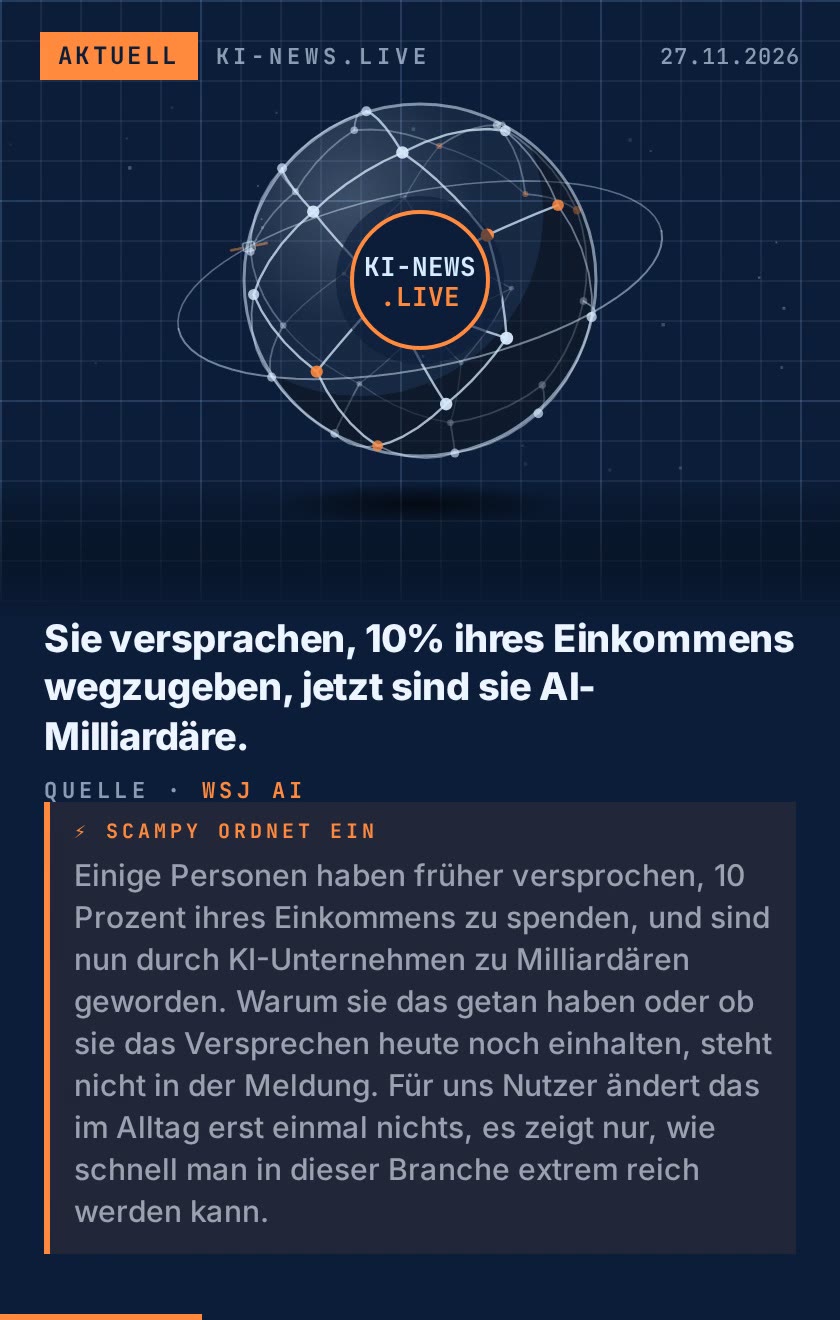 AKTUELL KI-NEWS.LIVE 27.11.2026
KI-NEWS
.LIVE
Sie versprachen, 10% ihres Einkommens
wegzugeben, jetzt sind sie AI-
Milliardäre.
QUELLE · WSJ AI
⚡ SCAMPY ORDNET EIN
Einige Personen haben früher versprochen, 10
Prozent ihres Einkommens zu spenden, und sind
nun durch KI-Unternehmen zu Milliardären
geworden. Warum sie das getan haben oder ob
sie das Versprechen heute noch einhalten, steht
nicht in der Meldung. Für uns Nutzer ändert das
im Alltag erst einmal nichts, es zeigt nur, wie
schnell man in dieser Branche extrem reich
werden kann.